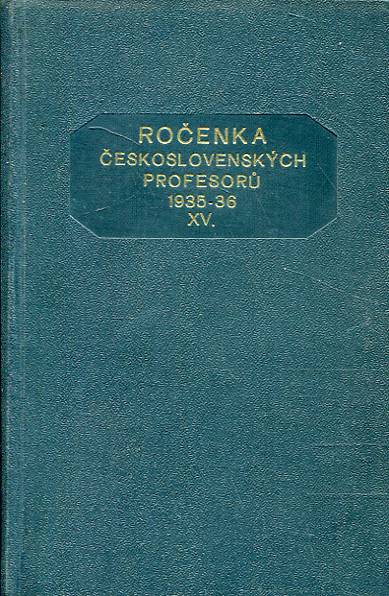 ROČENKA
ČESKOSLOVENSKÝCH
PROFESORŮ
1935-36
XV.